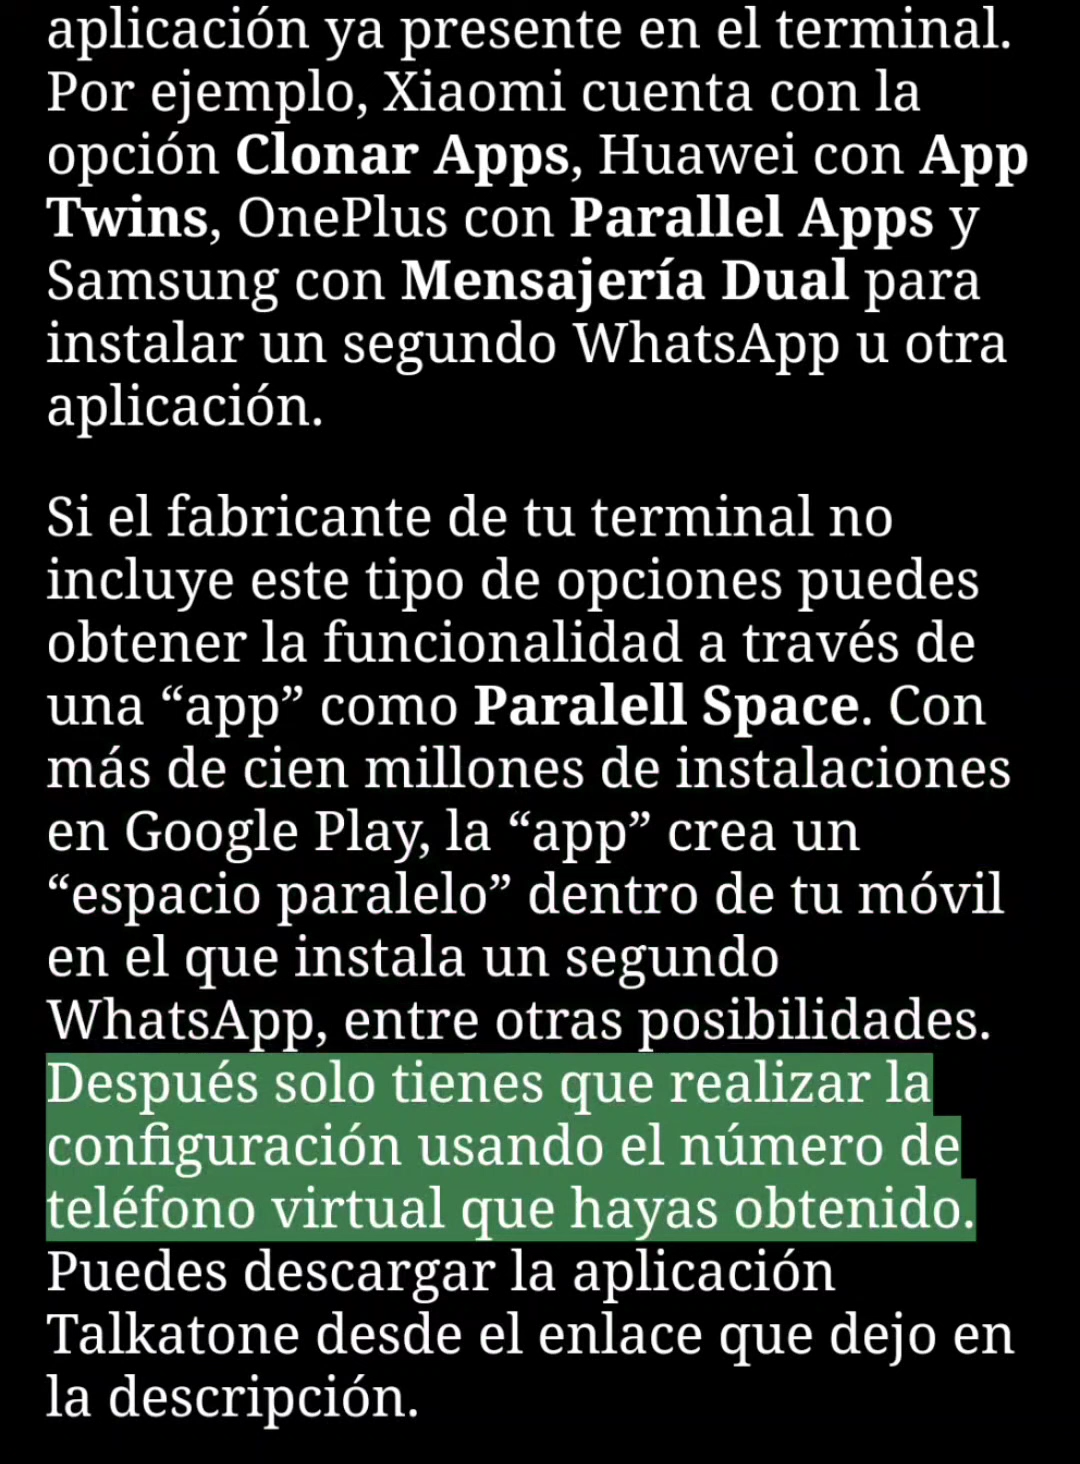 aplicación ya presente en el terminal.
Por ejemplo, Xiaomi cuenta con la
opción Clonar Apps, Huawei con App
Twins, OnePlus con Parallel Apps y
Samsung con Mensajería Dual para
instalar un segundo WhatsApp u otra
aplicación.
Si el fabricante de tu terminal no
incluye este tipo de opciones puedes
obtener la funcionalidad a través de
una “app” como Paralell Space. Con
más de cien millones de instalaciones
en Google Play, la “app” crea un
“espacio paralelo” dentro de tu móvil
en el que instala un segundo
WhatsApp, entre otras posibilidades.
Después solo tienes que realizar la
configuración usando el número de
teléfono virtual que hayas obtenido.
Puedes descargar la aplicación
Talkatone desde el enlace que dejo en
la descripción.